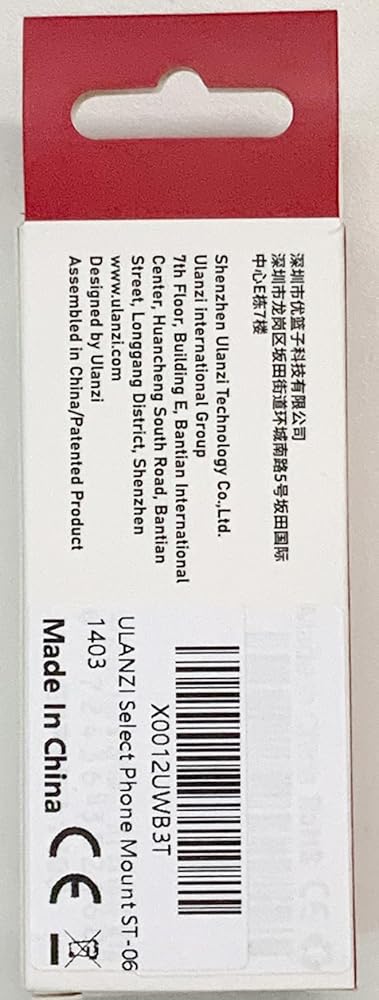 深圳市优篮子科技有限公司
深圳市龙岗区坂田街道环城南路5号坂田国际
中心E栋7楼
Shenzhen Ulanzi Technology Co.,Ltd.
Ulanzi international Group
7th Floor, Building E, Bantian International
Center, Huancheng South Road, Bantian
Street, Longgang District, Shenzhen
www.ulanzi.com
Designed by Ulanzi
Assembled in China/Patented Product
X0012UWB3T
ULANZI Select Phone Mount ST-06
1403
Made In China CE